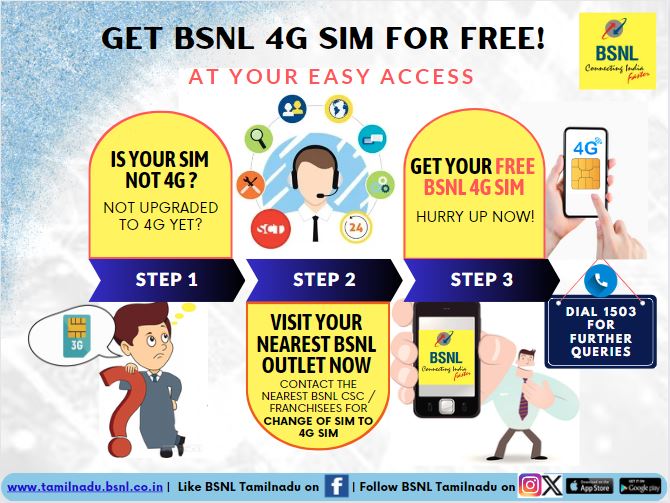 GET BSNL 4G SIM FOR FREE!
AT YOUR EASY ACCESS
BSNL
Connecting India
Faster
IS YOUR SIM
NOT 4G ?
NOT UPGRADED
TO 4G YET?
24
GET YOUR FREE
BSNL 4G SIM
HURRY UP NOW!
4G
STEP 1
STEP 2
STEP 3
3G
VISIT YOUR
NEAREST BSNL
OUTLET NOW
CONTACT THE
NEAREST BSNL CSC /
FRANCHISEES FOR
CHANGE OF SIM TO
4G SIM
BSNL
Connecting India
Faster
DIAL 1503
FOR
FURTHER
QUERIES
www.tamilnadu.bsnl.co.in | Like BSNL Tamilnadu on f | Follow BSNL Tamilnadu on X App Store Google play